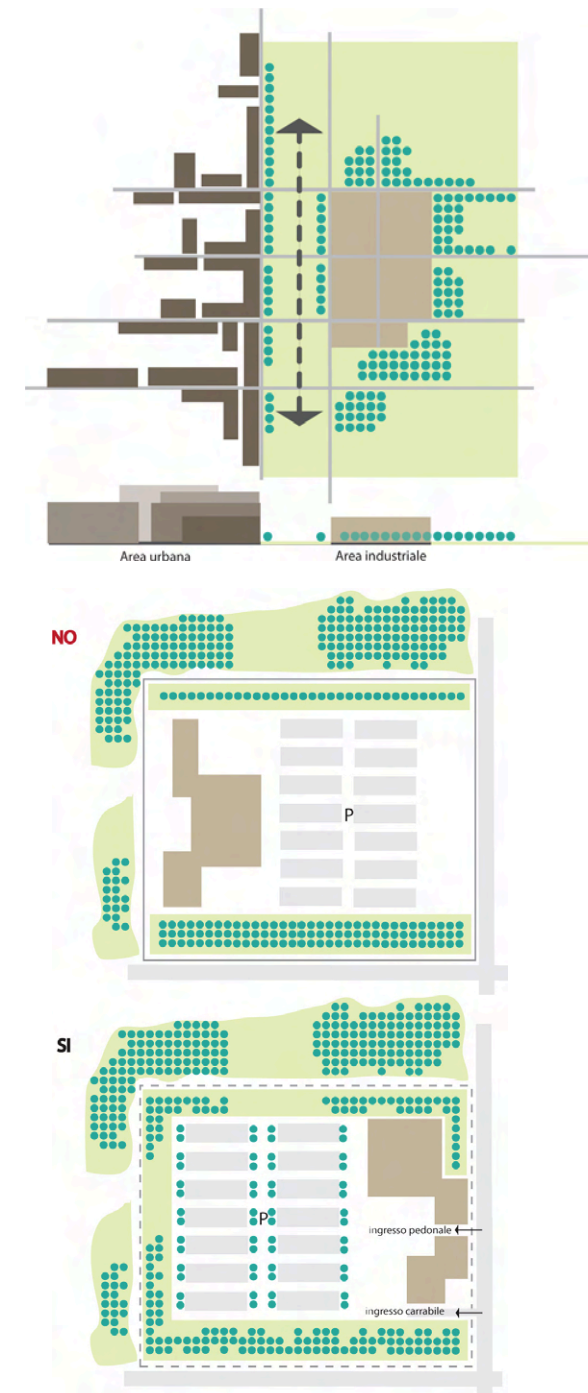 Area urbana
Area industriale
NO
P
SI
P
ingresso pedonale
ingresso carrabile